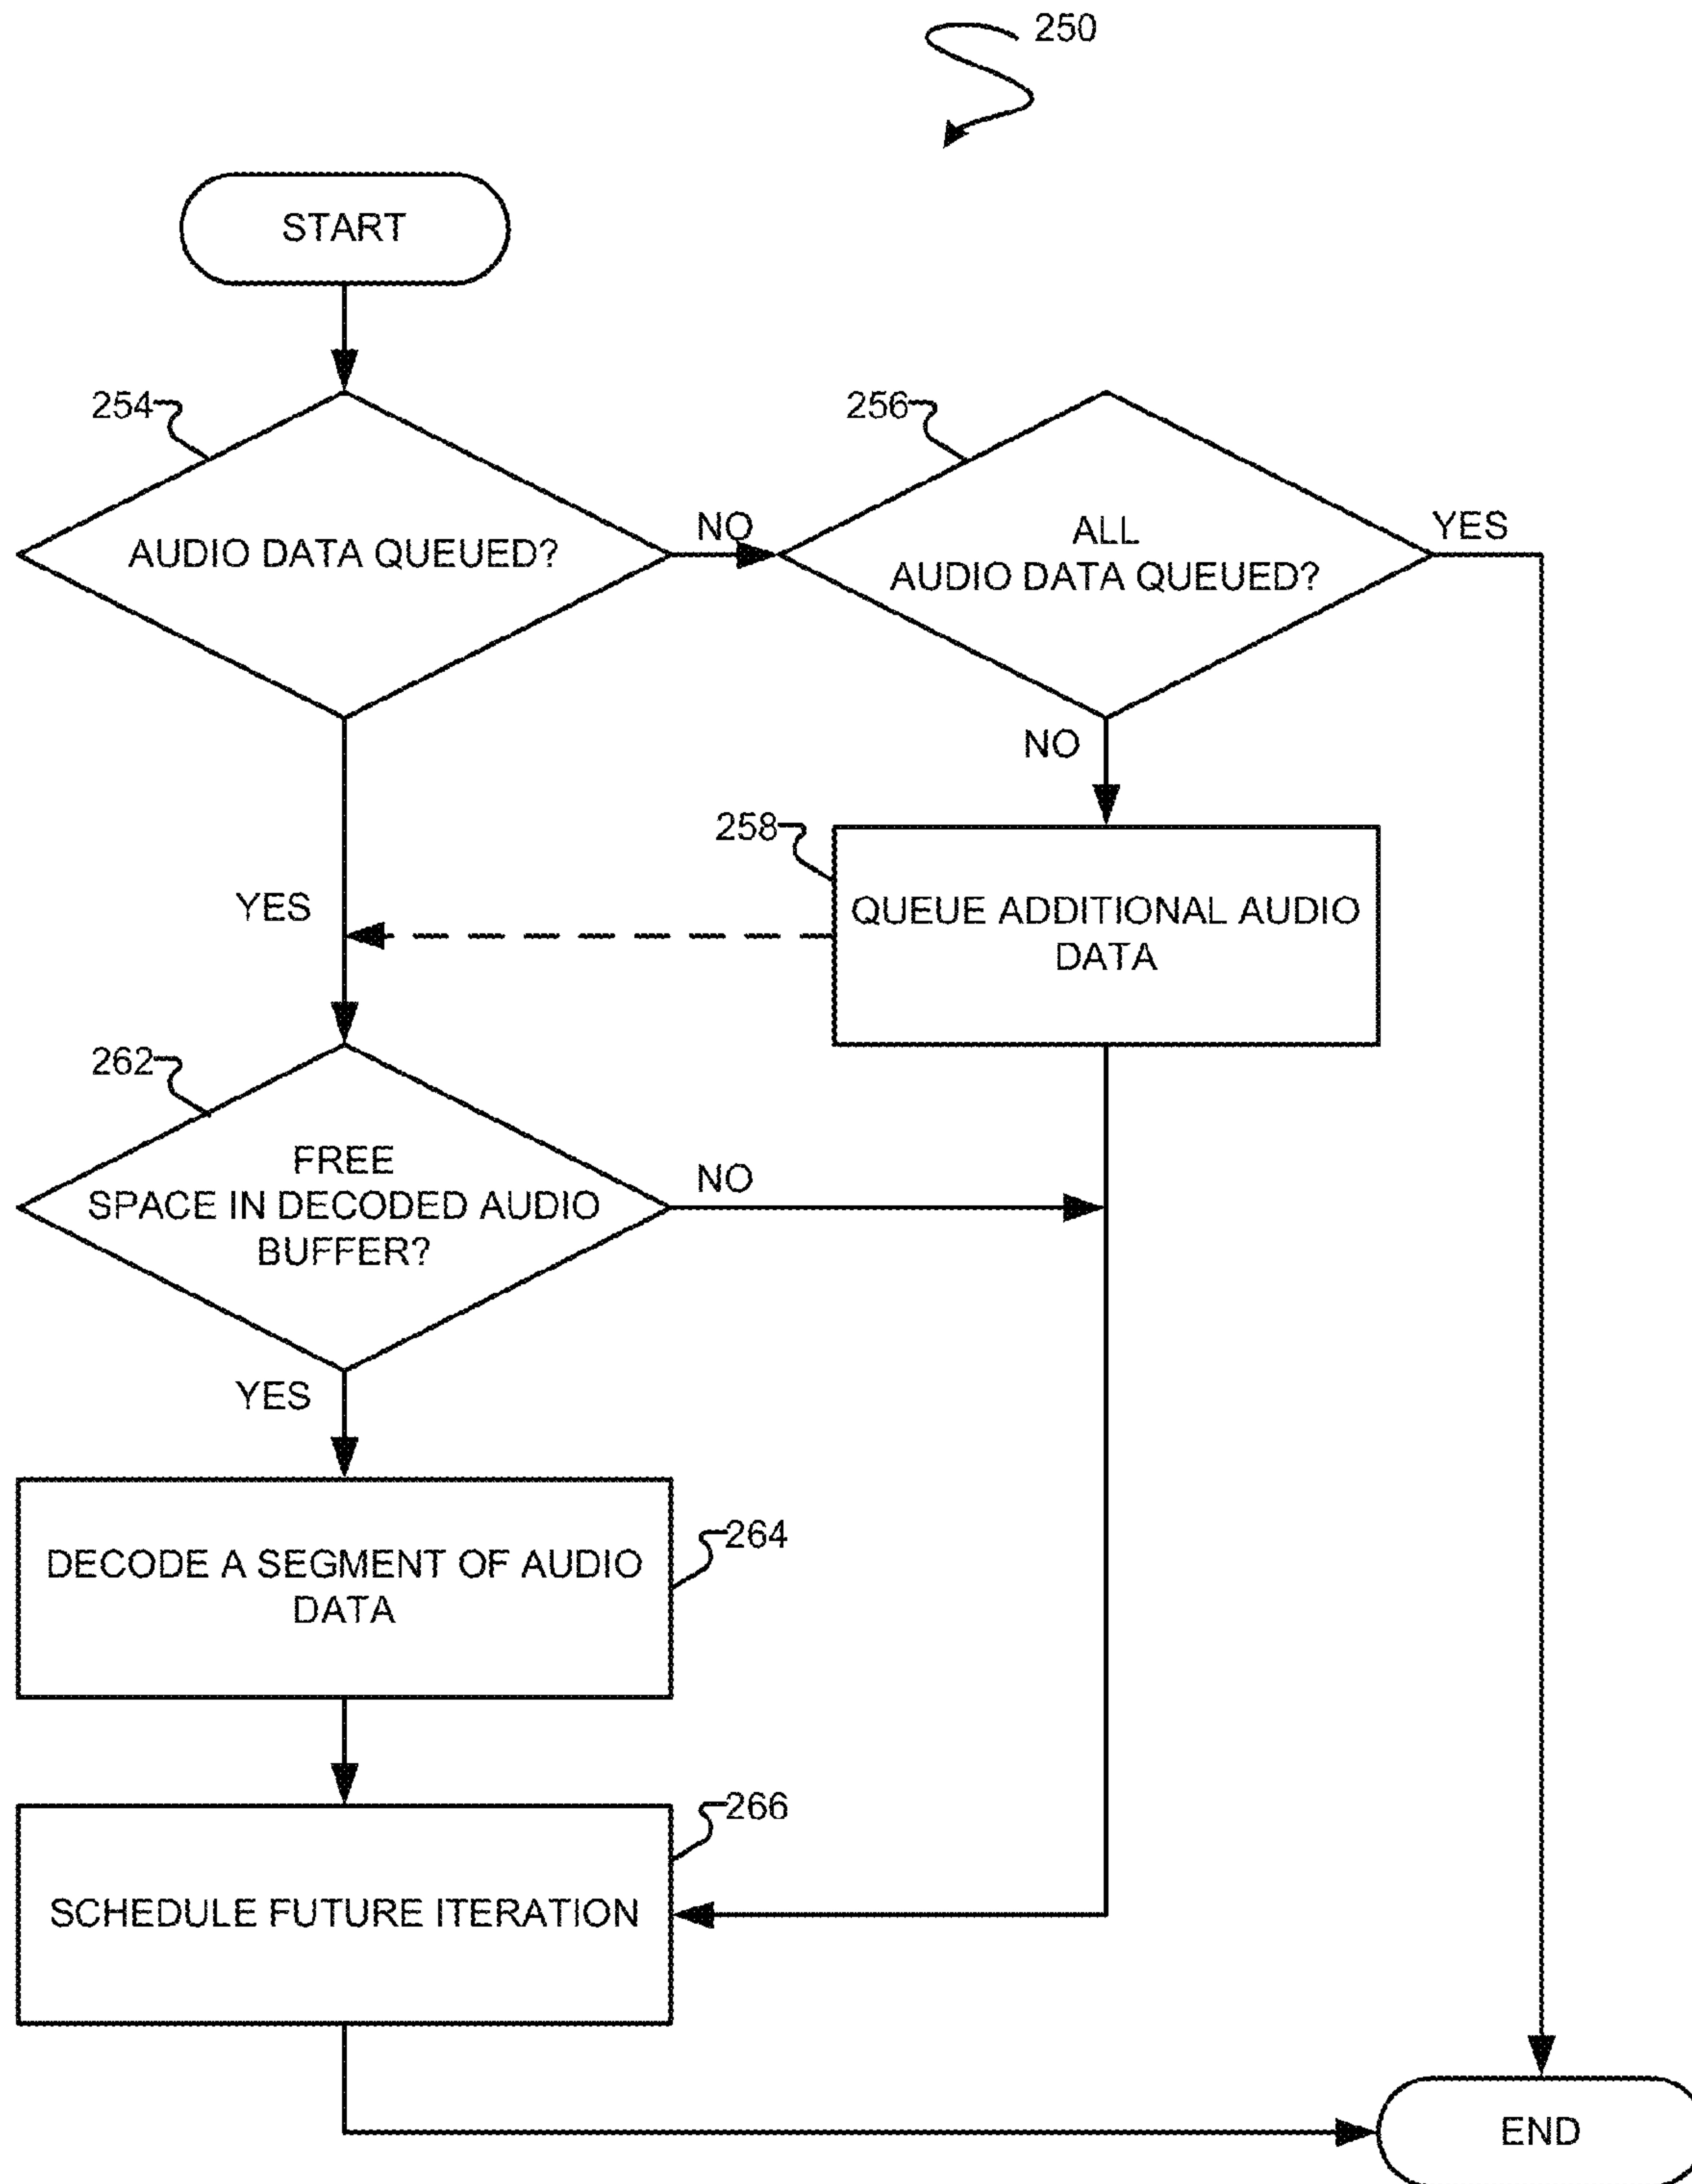 250
START
254
256
AUDIO DATA QUEUED?
NO
ALL
AUDIO DATA QUEUED?
YES
NO
258
QUEUE ADDITIONAL AUDIO
DATA
YES
262
FREE
SPACE IN DECODED AUDIO
BUFFER?
NO
YES
264
DECODE A SEGMENT OF AUDIO
DATA
266
SCHEDULE FUTURE ITERATION
END